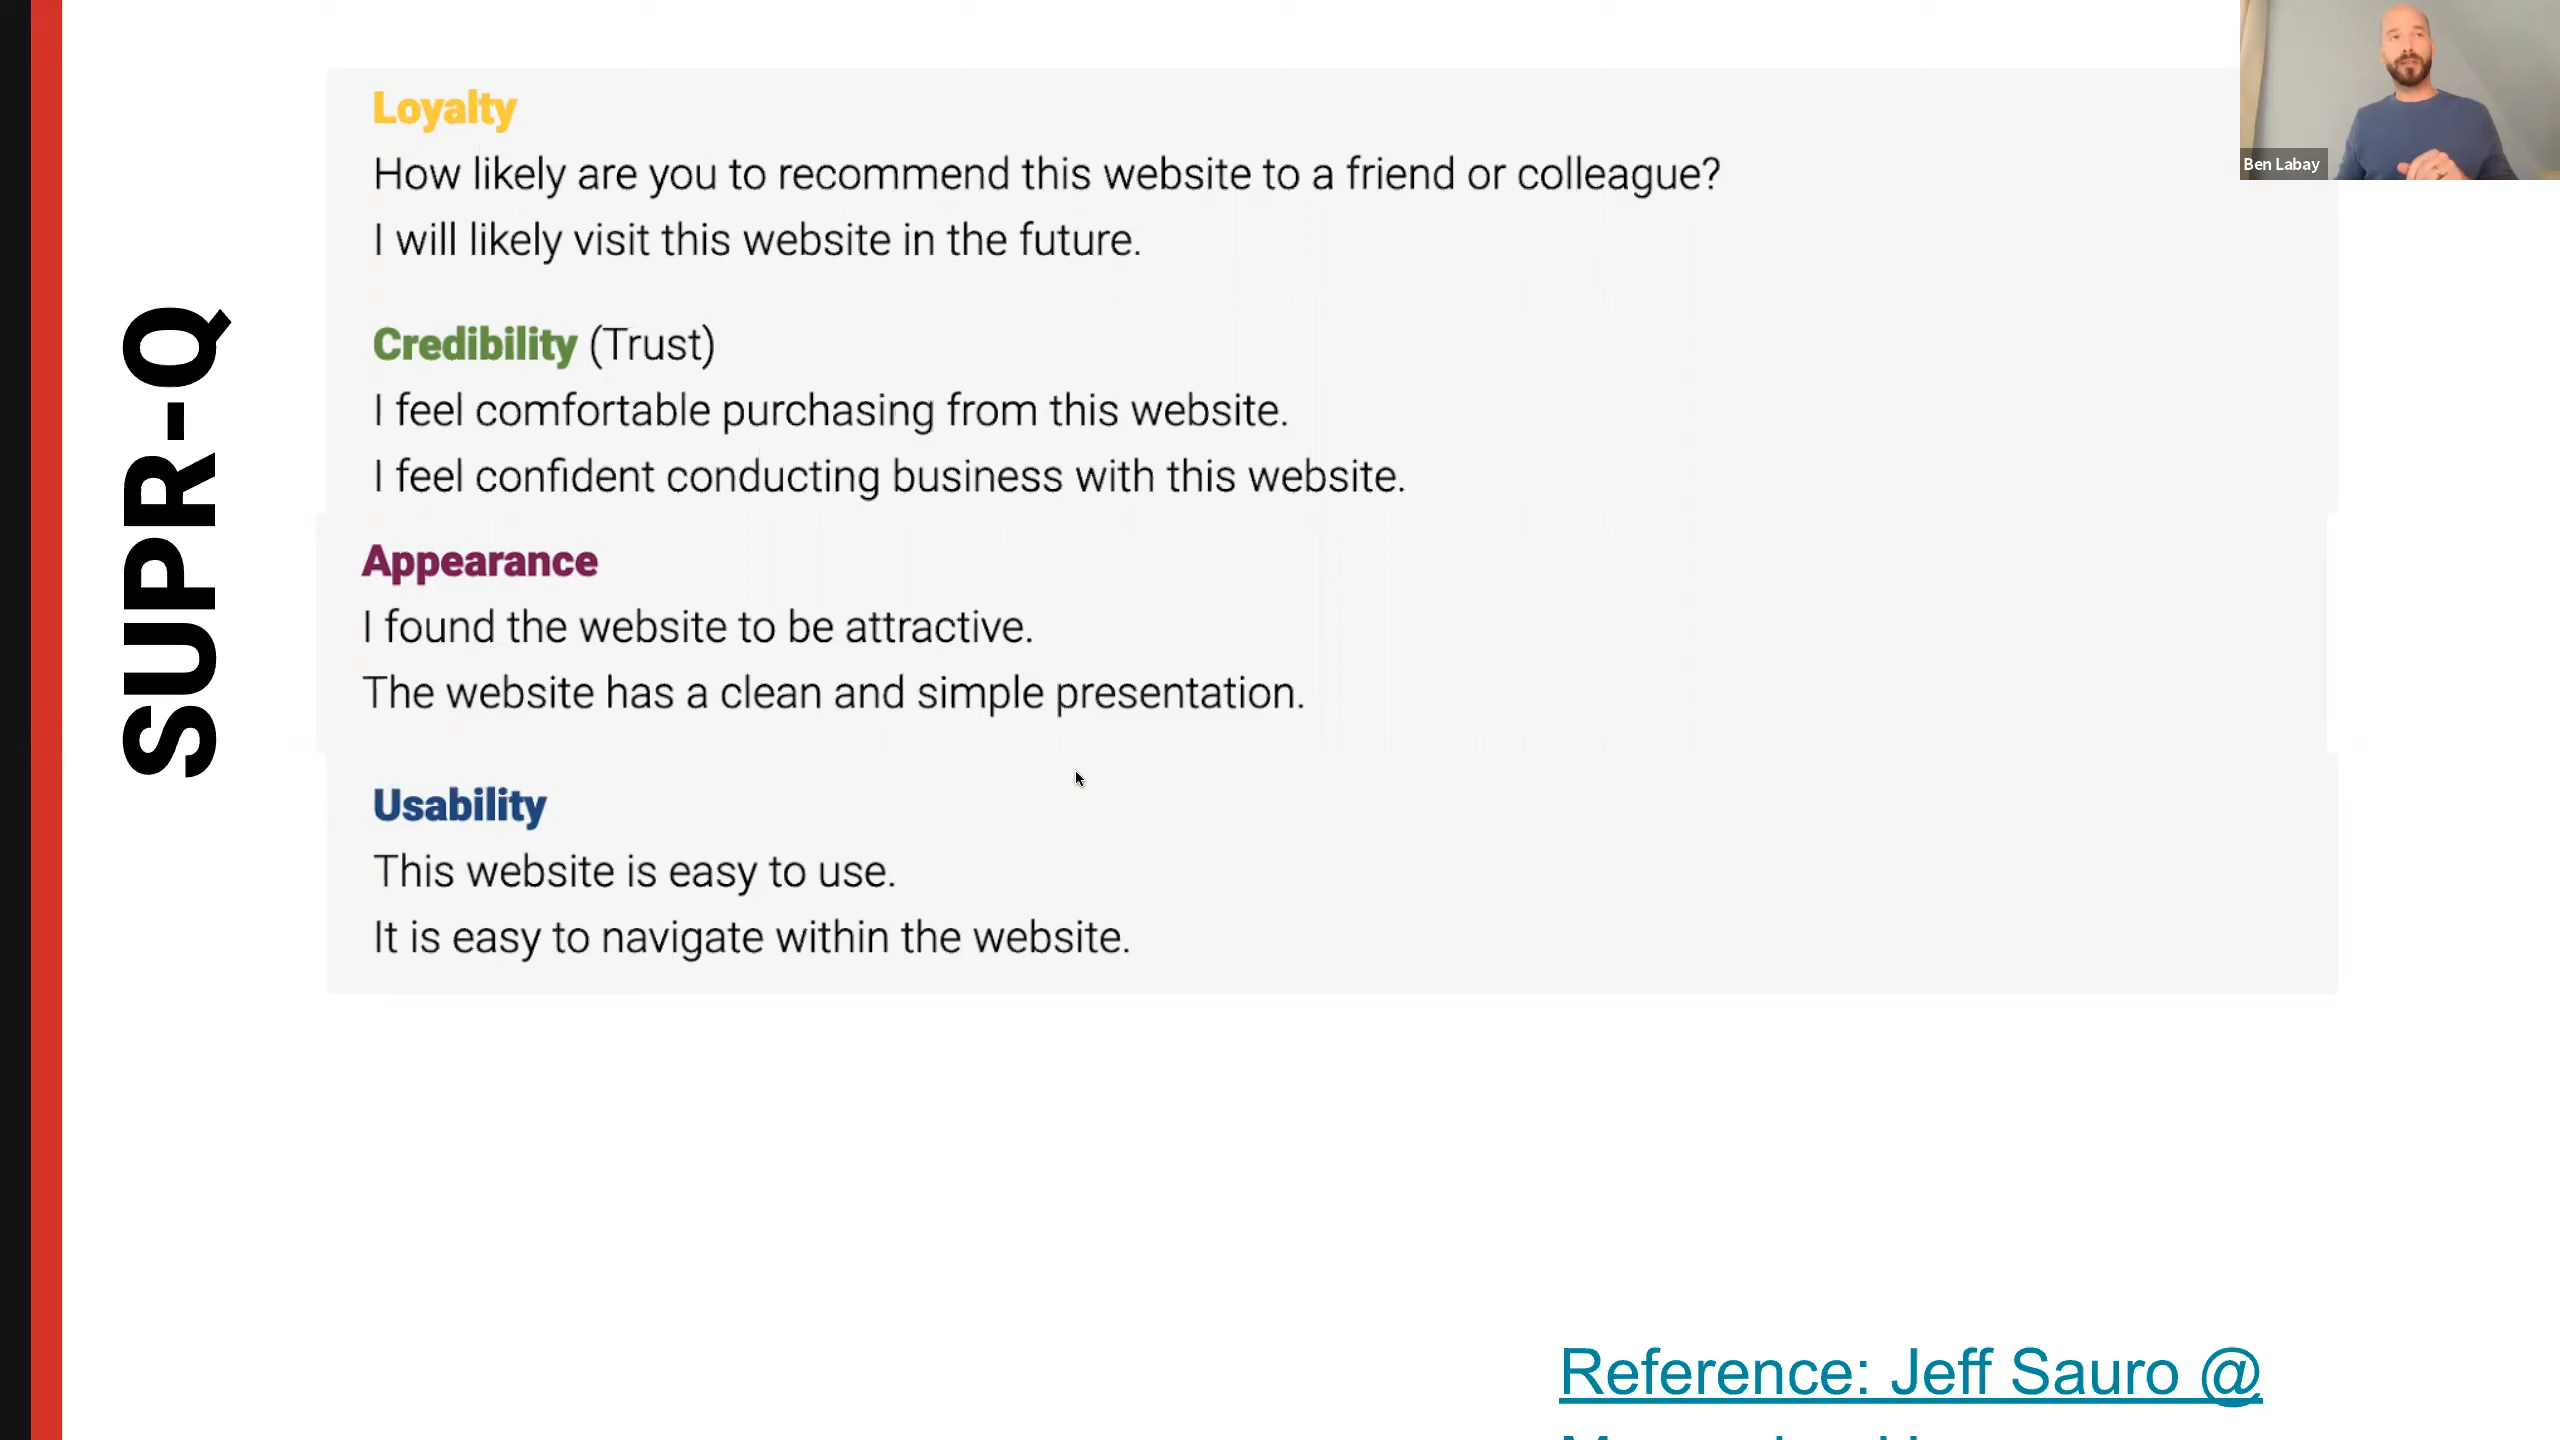 SUPR-Q
Loyalty
How likely are you to recommend this website to a friend or colleague?
I will likely visit this website in the future.
Credibility (Trust)
I feel comfortable purchasing from this website.
I feel confident conducting business with this website.
Appearance
I found the website to be attractive.
The website has a clean and simple presentation.
Usability
This website is easy to use.
It is easy to navigate within the website.
Ben Labay
Reference: Jeff Sauro @